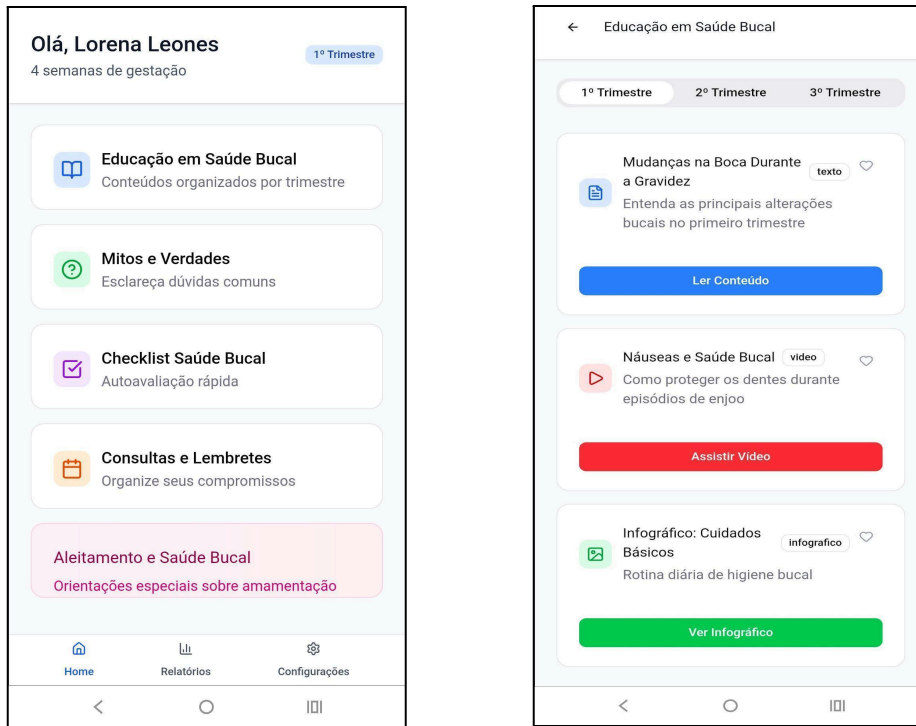 Olá, Lorena Leones
1º Trimestre
4 semanas de gestação
Educação em Saúde Bucal
Conteúdos organizados por trimestre
Mitos e Verdades
Esclareça dúvidas comuns
Checklist Saúde Bucal
Autoavaliação rápida
Consultas e Lembretes
Organize seus compromissos
Aleitamento e Saúde Bucal
Orientações especiais sobre amamentação
Home Relatórios Configurações
Educação em Saúde Bucal
1º Trimestre 2º Trimestre 3º Trimestre
Mudanças na Boca Durante
a Gravidez
texto
Entenda as principais alterações
bucais no primeiro trimestre
Ler Conteúdo
Náuseas e Saúde Bucal video
Como proteger os dentes durante
episódios de enjoo
Assistir Vídeo
Infográfico: Cuidados
Básicos
infografico
Rotina diária de higiene bucal
Ver Infográfico